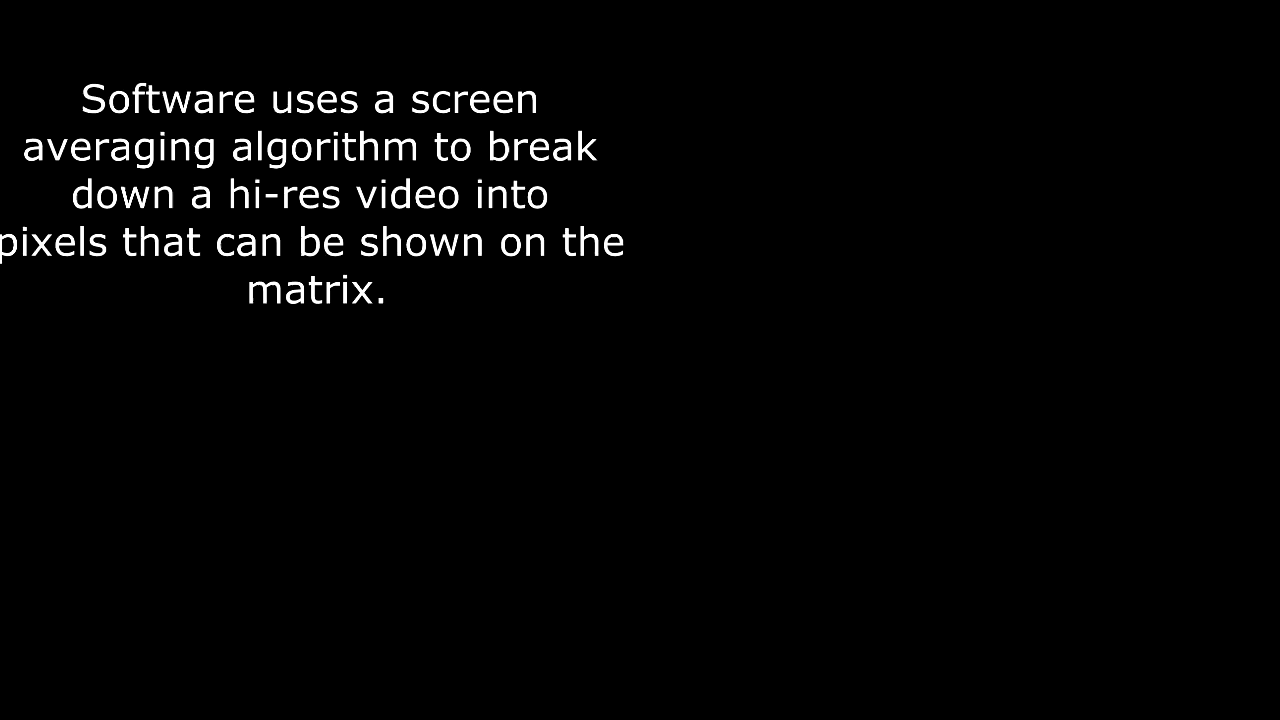 Software uses a screen
averaging algorithm to break
down a hi-res video into
pixels that can be shown on the
matrix.